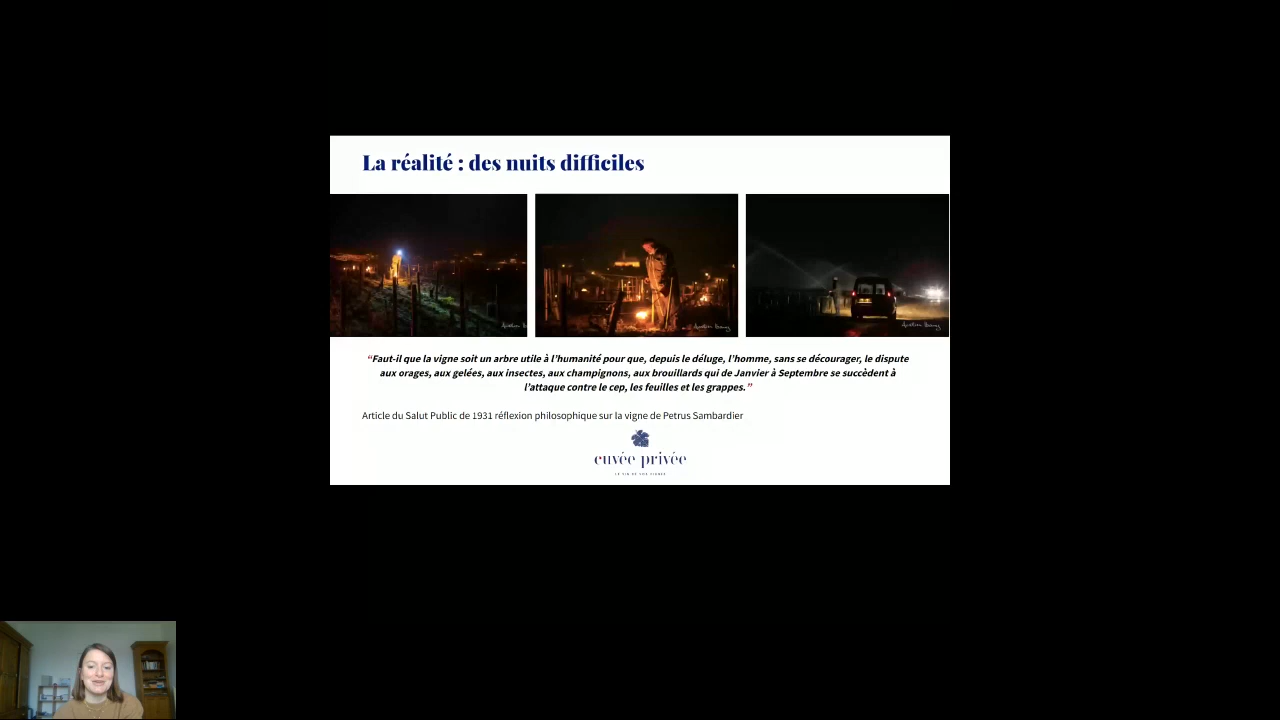 La réalité : des nuits difficiles
“Faut-il que la vigne soit un arbre utile à l’humanité pour que, depuis le déluge, l’homme, sans se décourager, le dispute
aux orages, aux gelées, aux insectes, aux champignons, aux brouillards qui de Janvier à Septembre se succèdent à
l’attaque contre le cep, les feuilles et les grappes.”
Article du Salut Public de 1931 réflexion philosophique sur la vigne de Petrus Sambardier
cuvée privée